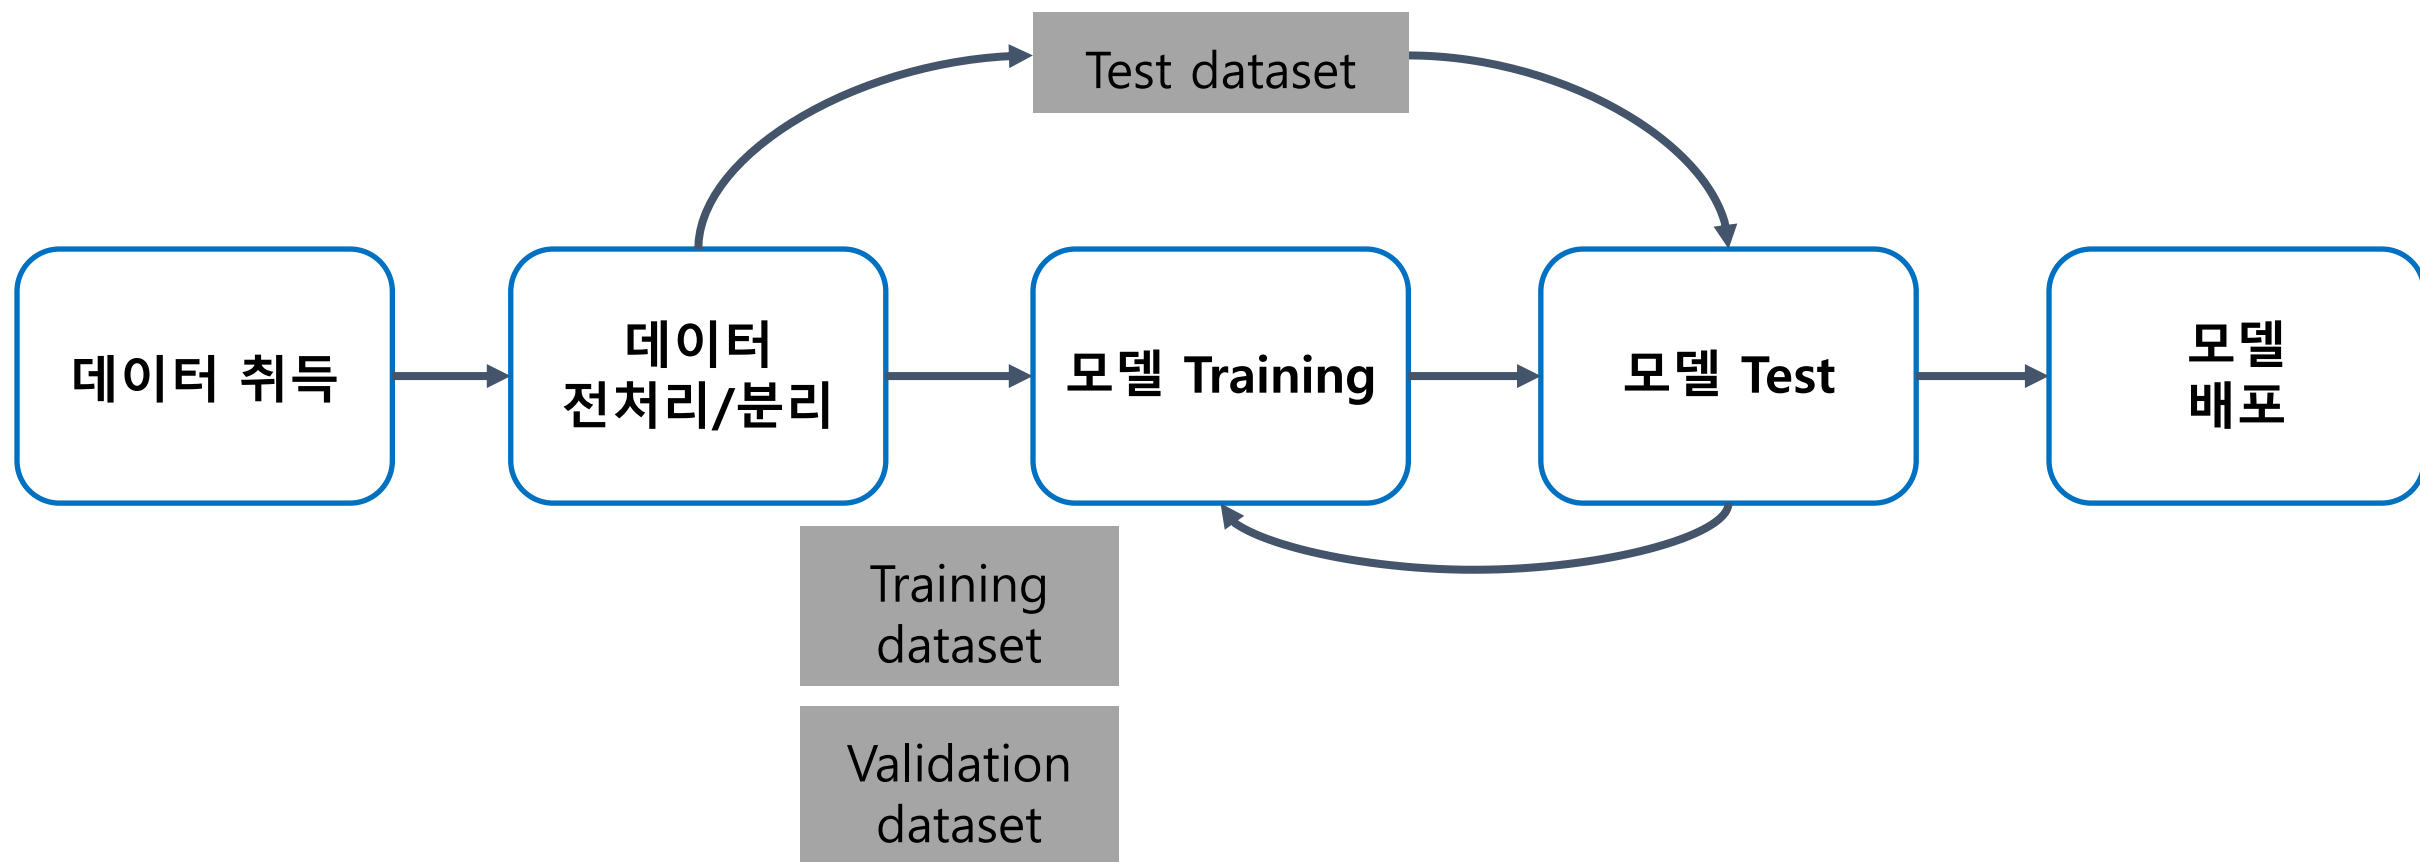 Test dataset
데이터 취득
데이터
전처리/분리
모델 Training
모델 Test
모델
배포
Training
dataset
Validation
dataset